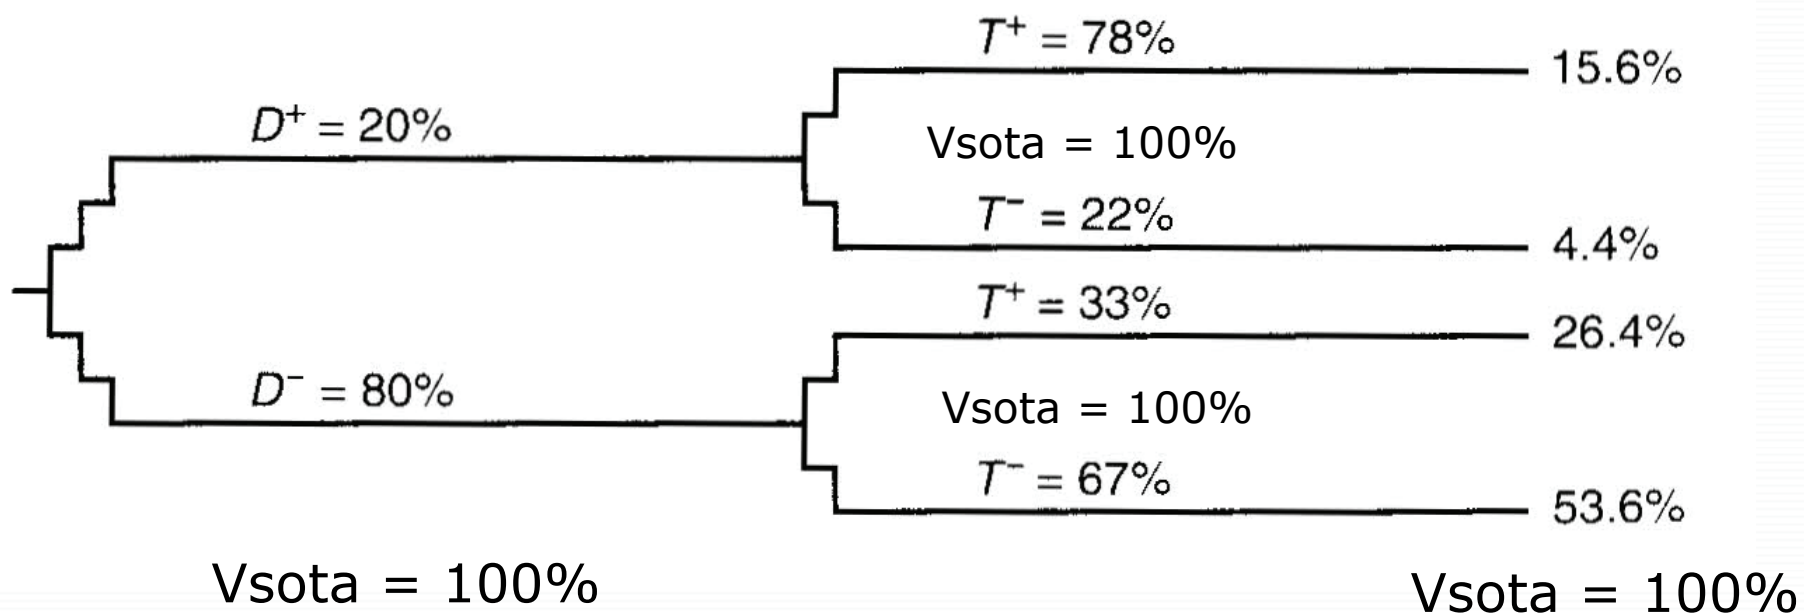 T⁺ = 78%
15.6%
D⁺ = 20%
Vsota = 100%
T⁻ = 22%
4.4%
T⁺ = 33%
26.4%
D⁻ = 80%
Vsota = 100%
T⁻ = 67%
53.6%
Vsota = 100%
Vsota = 100%